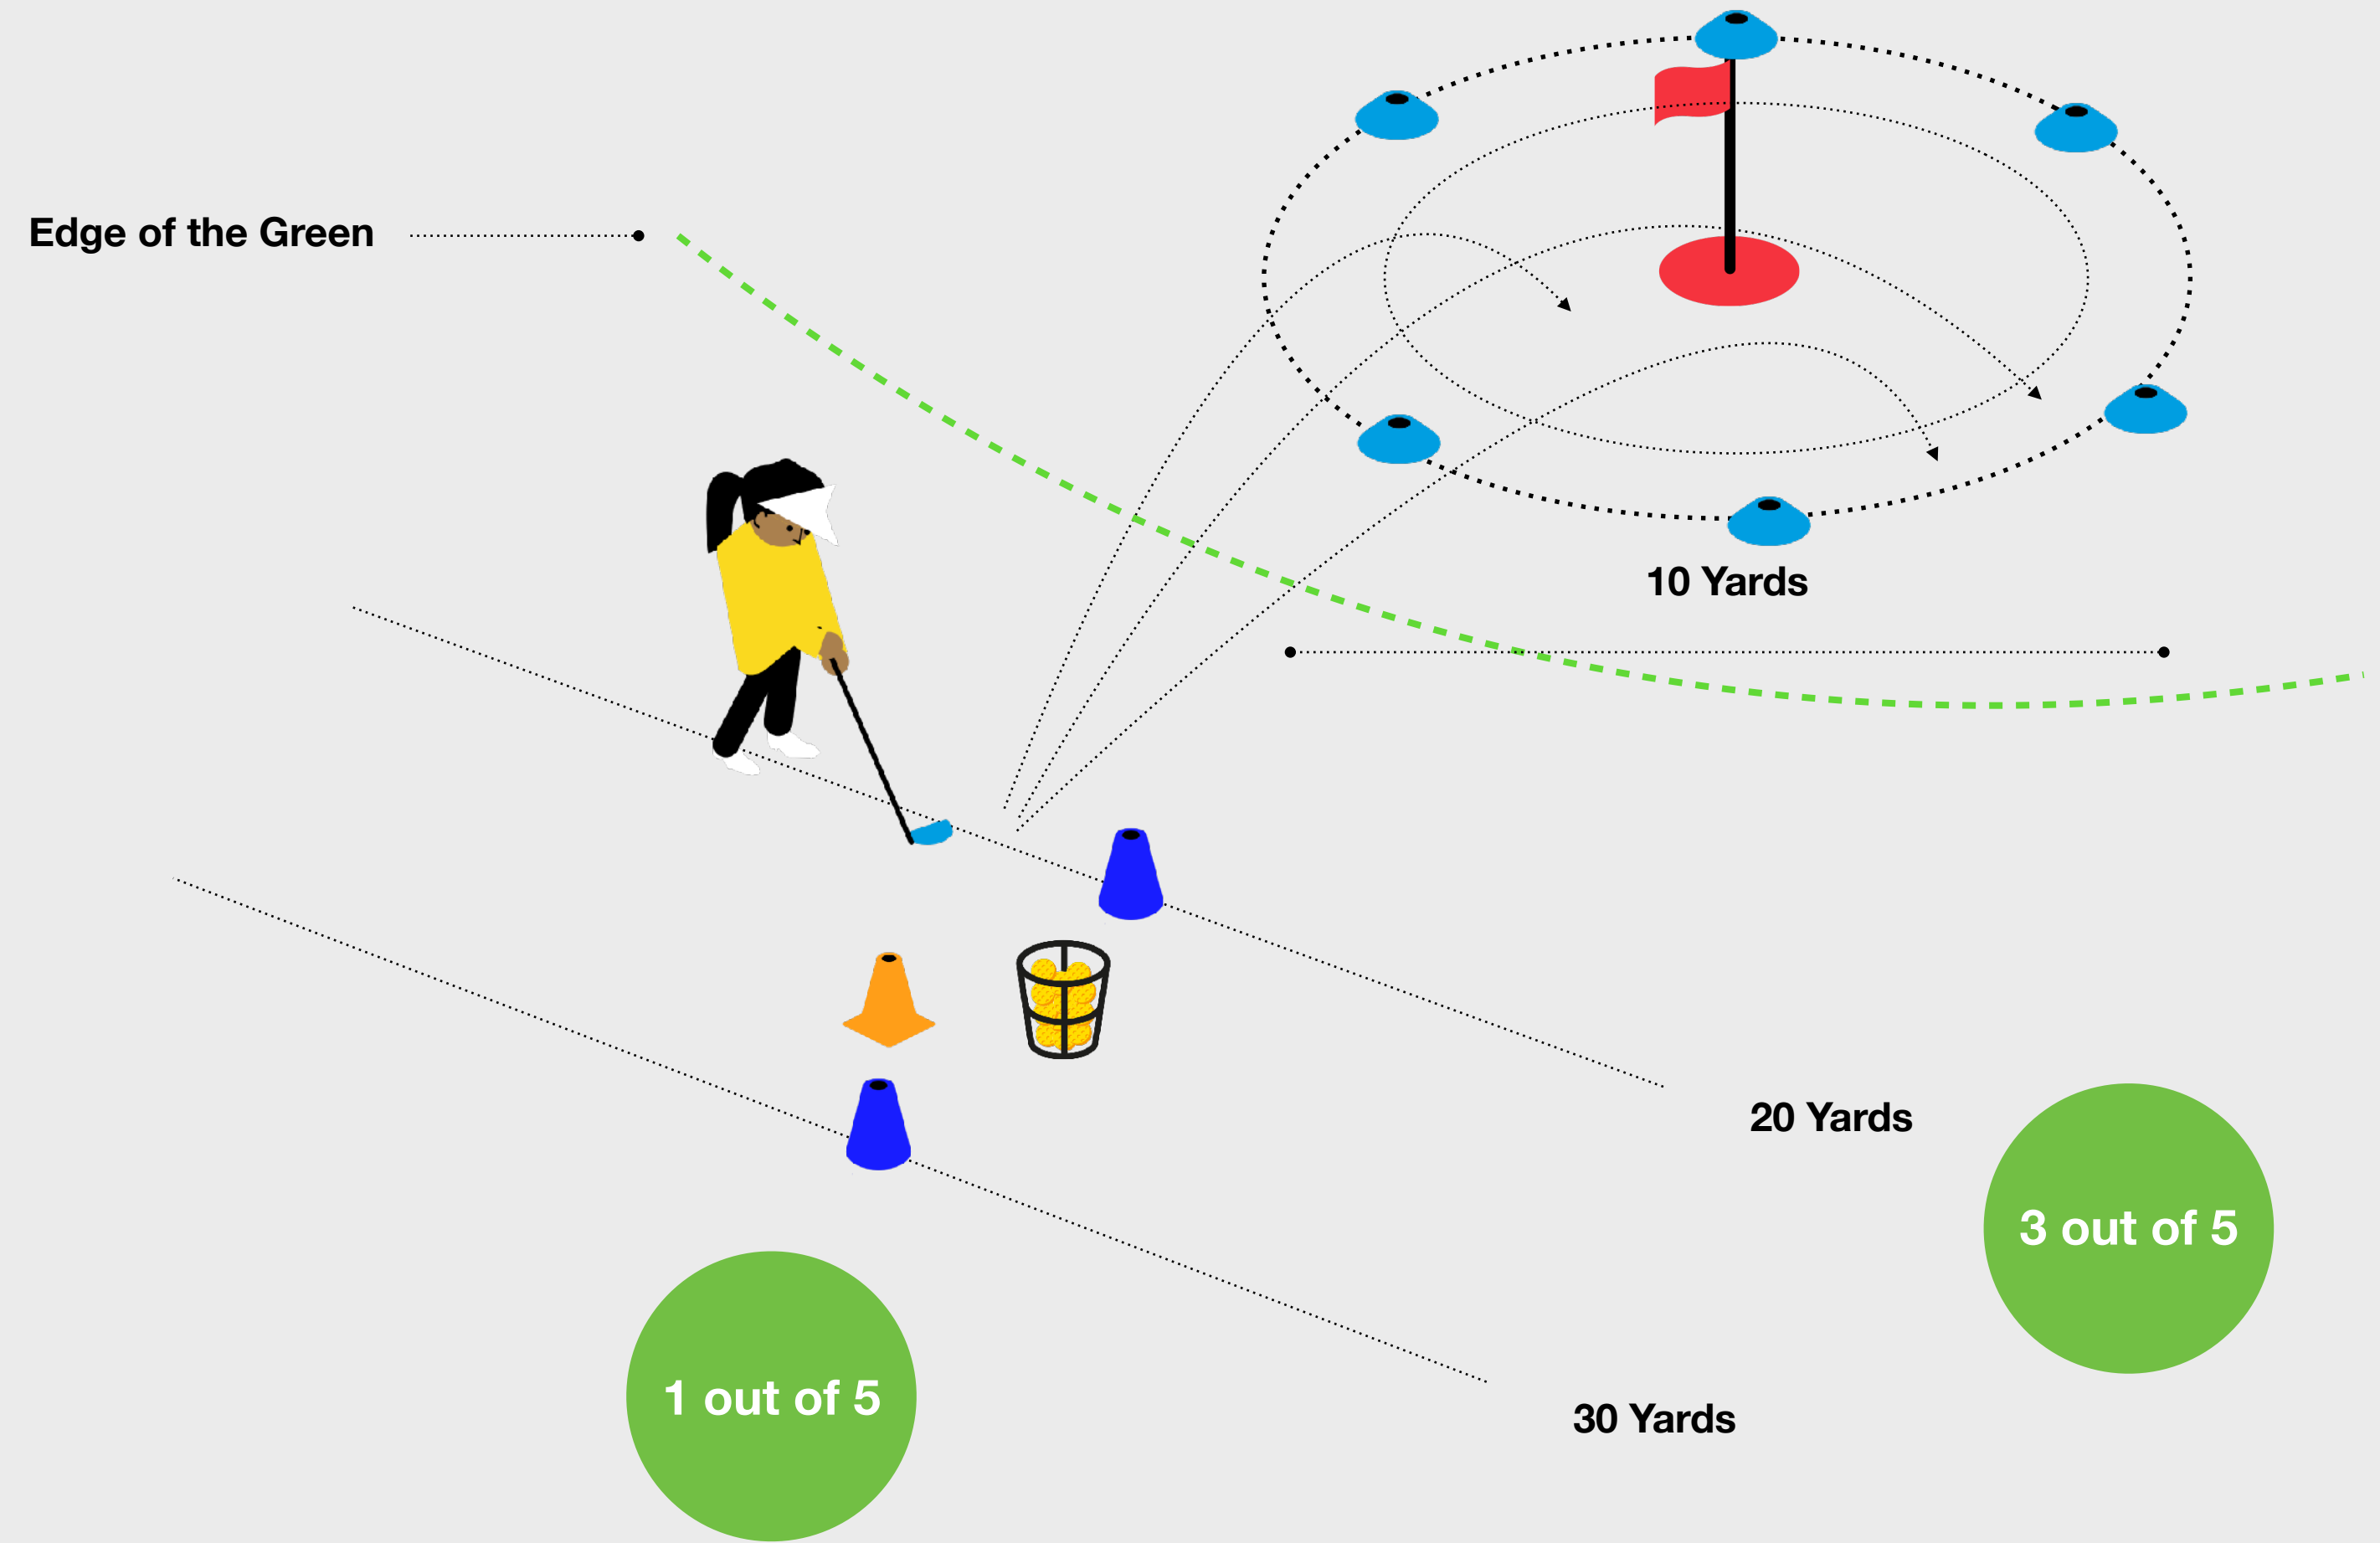 Edge of the Green
10 Yards
20 Yards
3 out of 5
1 out of 5
30 Yards